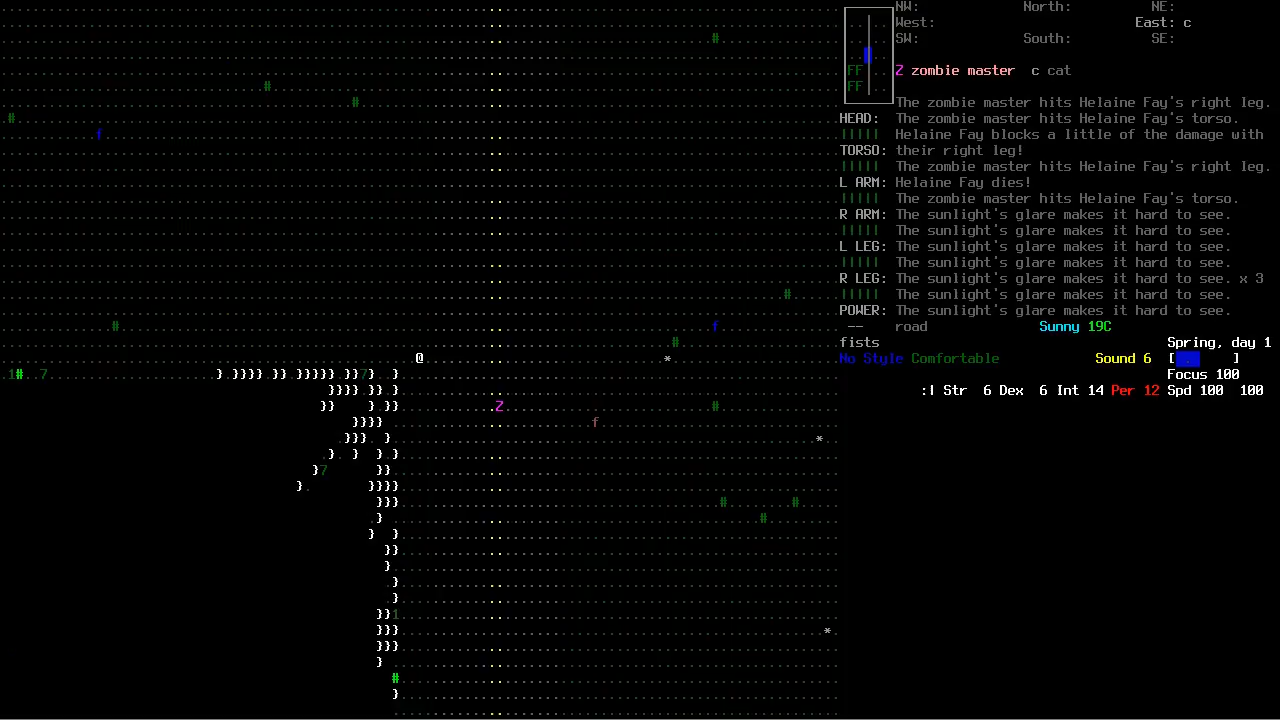 NW: North: NE:
West: East: c
SW: South: SE:
FF Z zombie master c cat
FF
The zombie master hits Helaine Fay's right leg.
HEAD: The zombie master hits Helaine Fay's torso.
||||| Helaine Fay blocks a little of the damage with
TORSO: their right leg!
||||| The zombie master hits Helaine Fay's right leg.
L ARM: Helaine Fay dies!
||||| The zombie master hits Helaine Fay's torso.
R ARM: The sunlight's glare makes it hard to see.
||||| The sunlight's glare makes it hard to see.
L LEG: The sunlight's glare makes it hard to see.
||||| The sunlight's glare makes it hard to see.
R LEG: The sunlight's glare makes it hard to see. x 3
||||| The sunlight's glare makes it hard to see.
POWER: The sunlight's glare makes it hard to see.
-- road Sunny 19C
fists Spring, day 1
No Style Comfortable Sound 6 [.. ]
Focus 100
:| Str 6 Dex 6 Int 14 Per 12 Spd 100 100